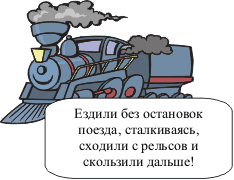 Ездили без остановок
поезда, сталкиваясь,
сходили с рельсов и
скользили дальше!